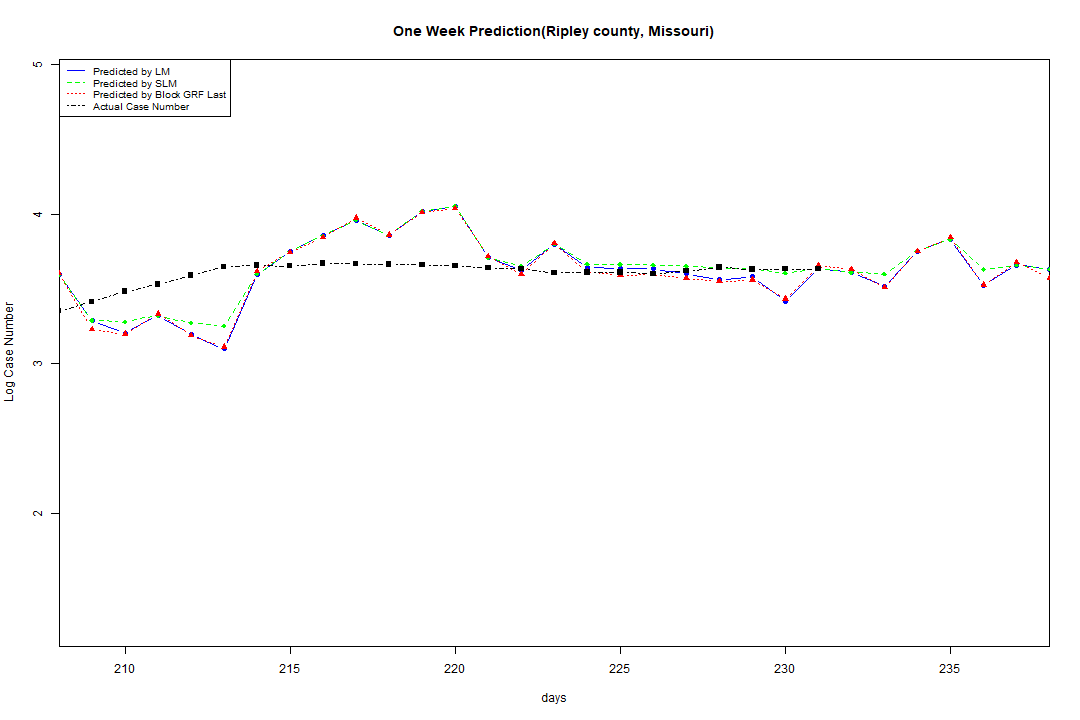 One Week Prediction(Ripley county, Missouri)
Predicted by LM
Predicted by SLM
Predicted by Block GRF Last
Actual Case Number
5
4
3
2
Log Case Number
210 215 220 225 230 235
days